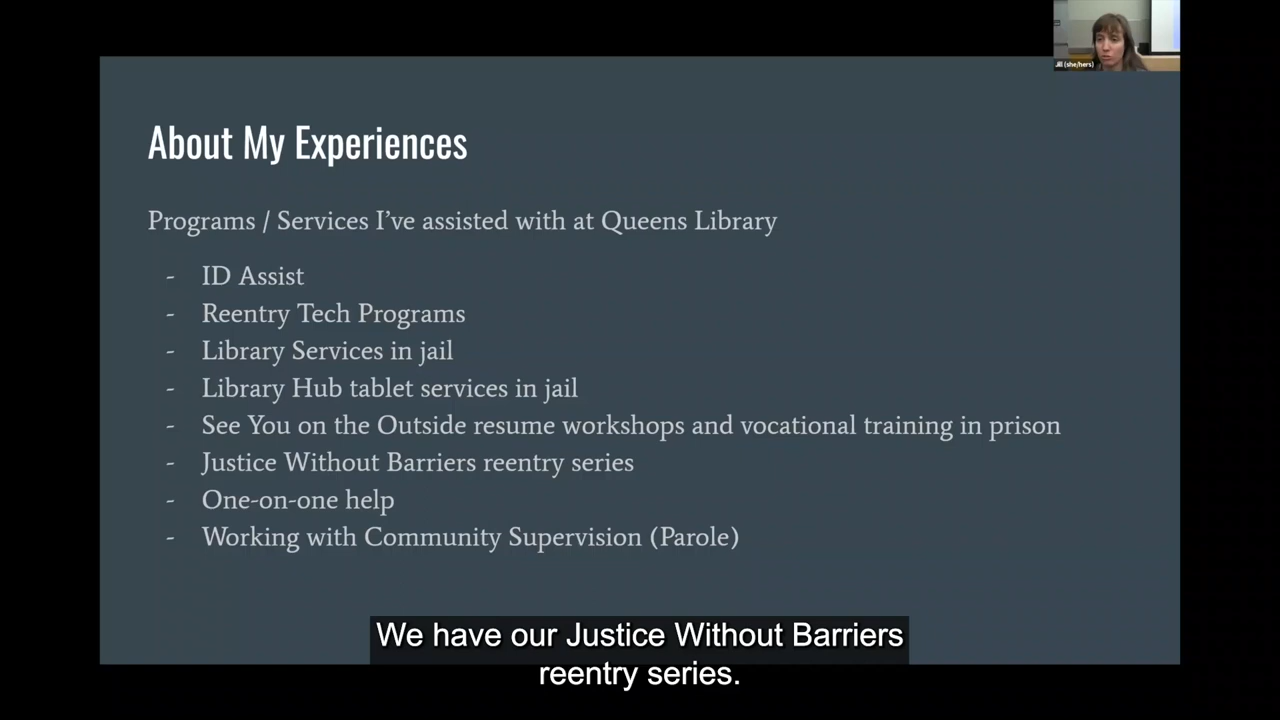 Jill (she/hers)
About My Experiences
Programs / Services I’ve assisted with at Queens Library
- ID Assist
- Reentry Tech Programs
- Library Services in jail
- Library Hub tablet services in jail
- See You on the Outside resume workshops and vocational training in prison
- Justice Without Barriers reentry series
- One-on-one help
- Working with Community Supervision (Parole)
We have our Justice Without Barriers
reentry series.